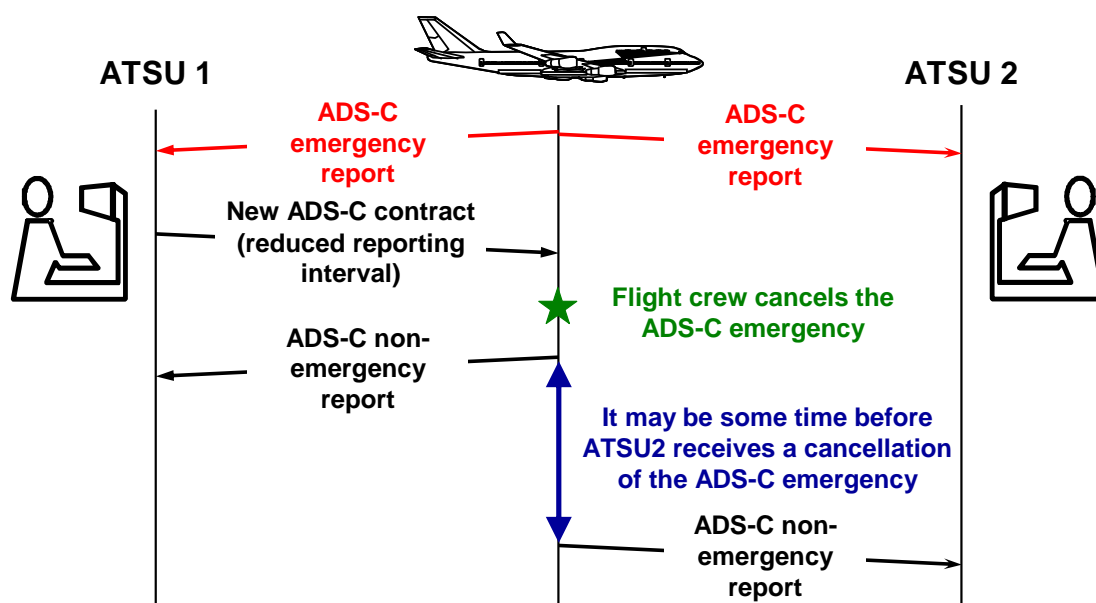 ATSU 1
ATSU 2
ADS-C
emergency
report
ADS-C
emergency
report
New ADS-C contract
(reduced reporting
interval)
Flight crew cancels the
ADS-C emergency
ADS-C non-
emergency
report
It may be some time before
ATSU2 receives a cancellation
of the ADS-C emergency
ADS-C non-
emergency
report